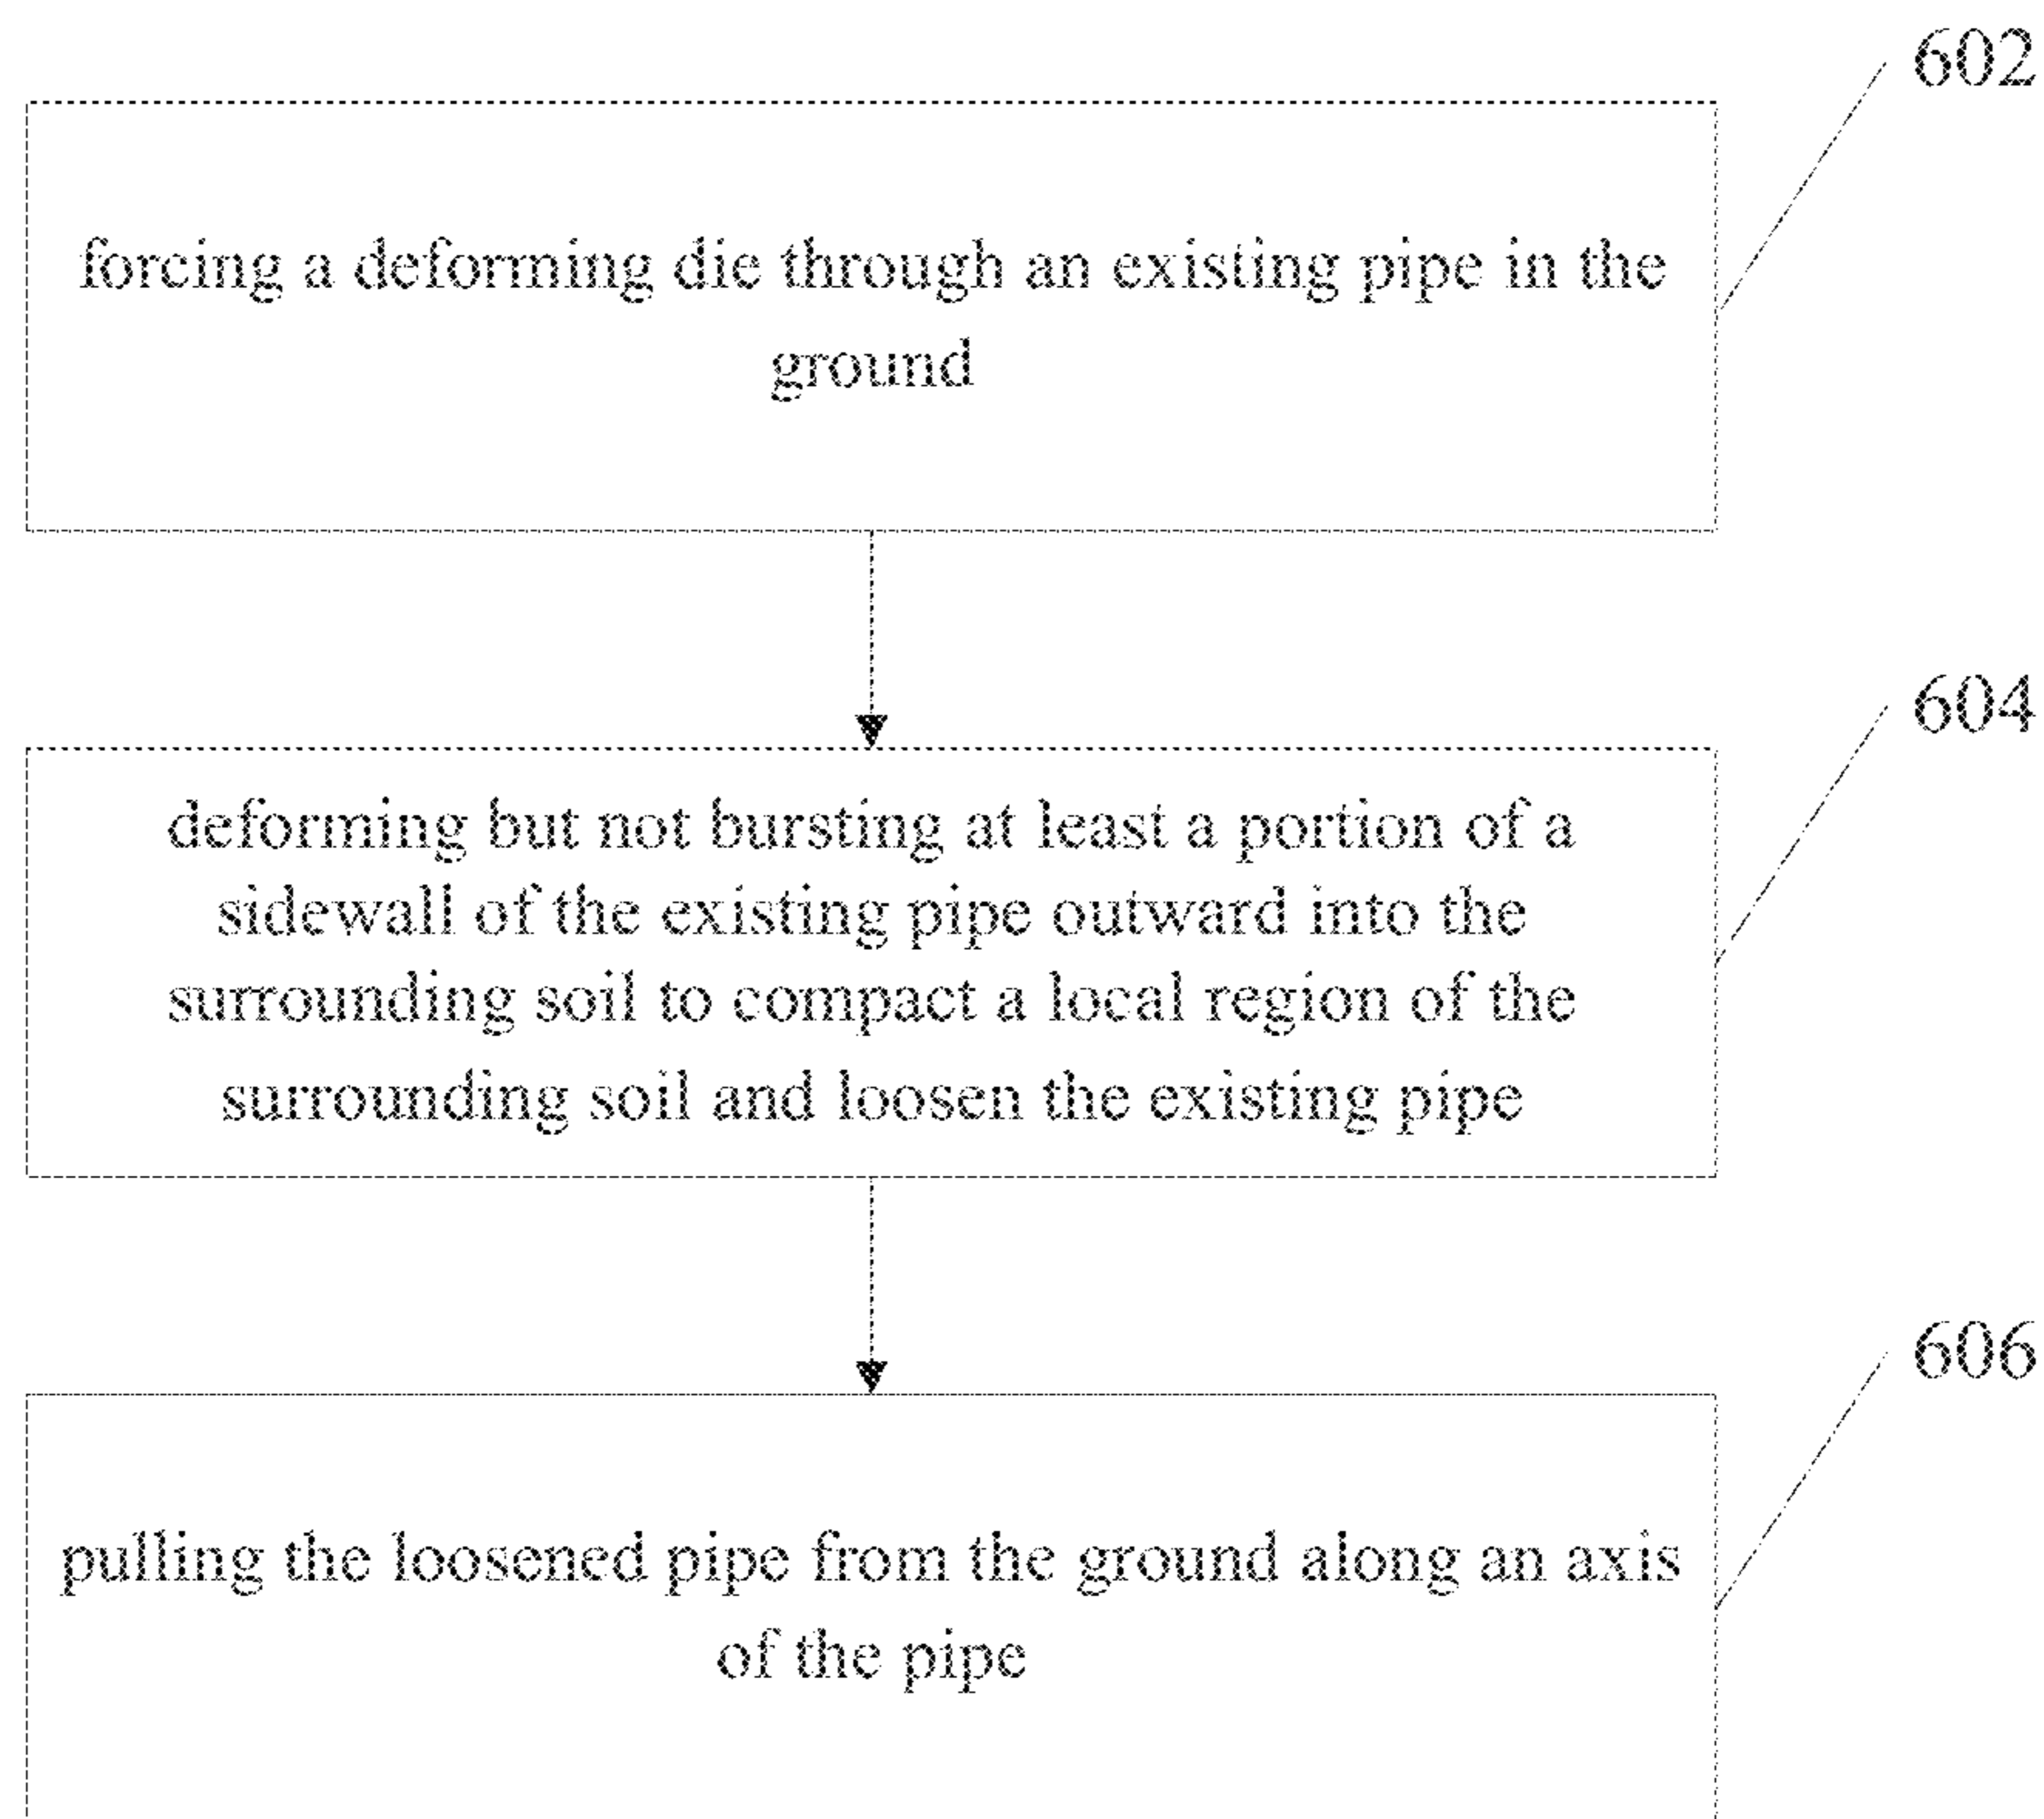 602
forcing a deforming die through an existing pipe in the
ground
604
deforming but not bursting at least a portion of a
sidewall of the existing pipe outward into the
surrounding soil to compact a local region of the
surrounding soil and loosen the existing pipe
606
pulling the loosened pipe from the ground along an axis
of the pipe